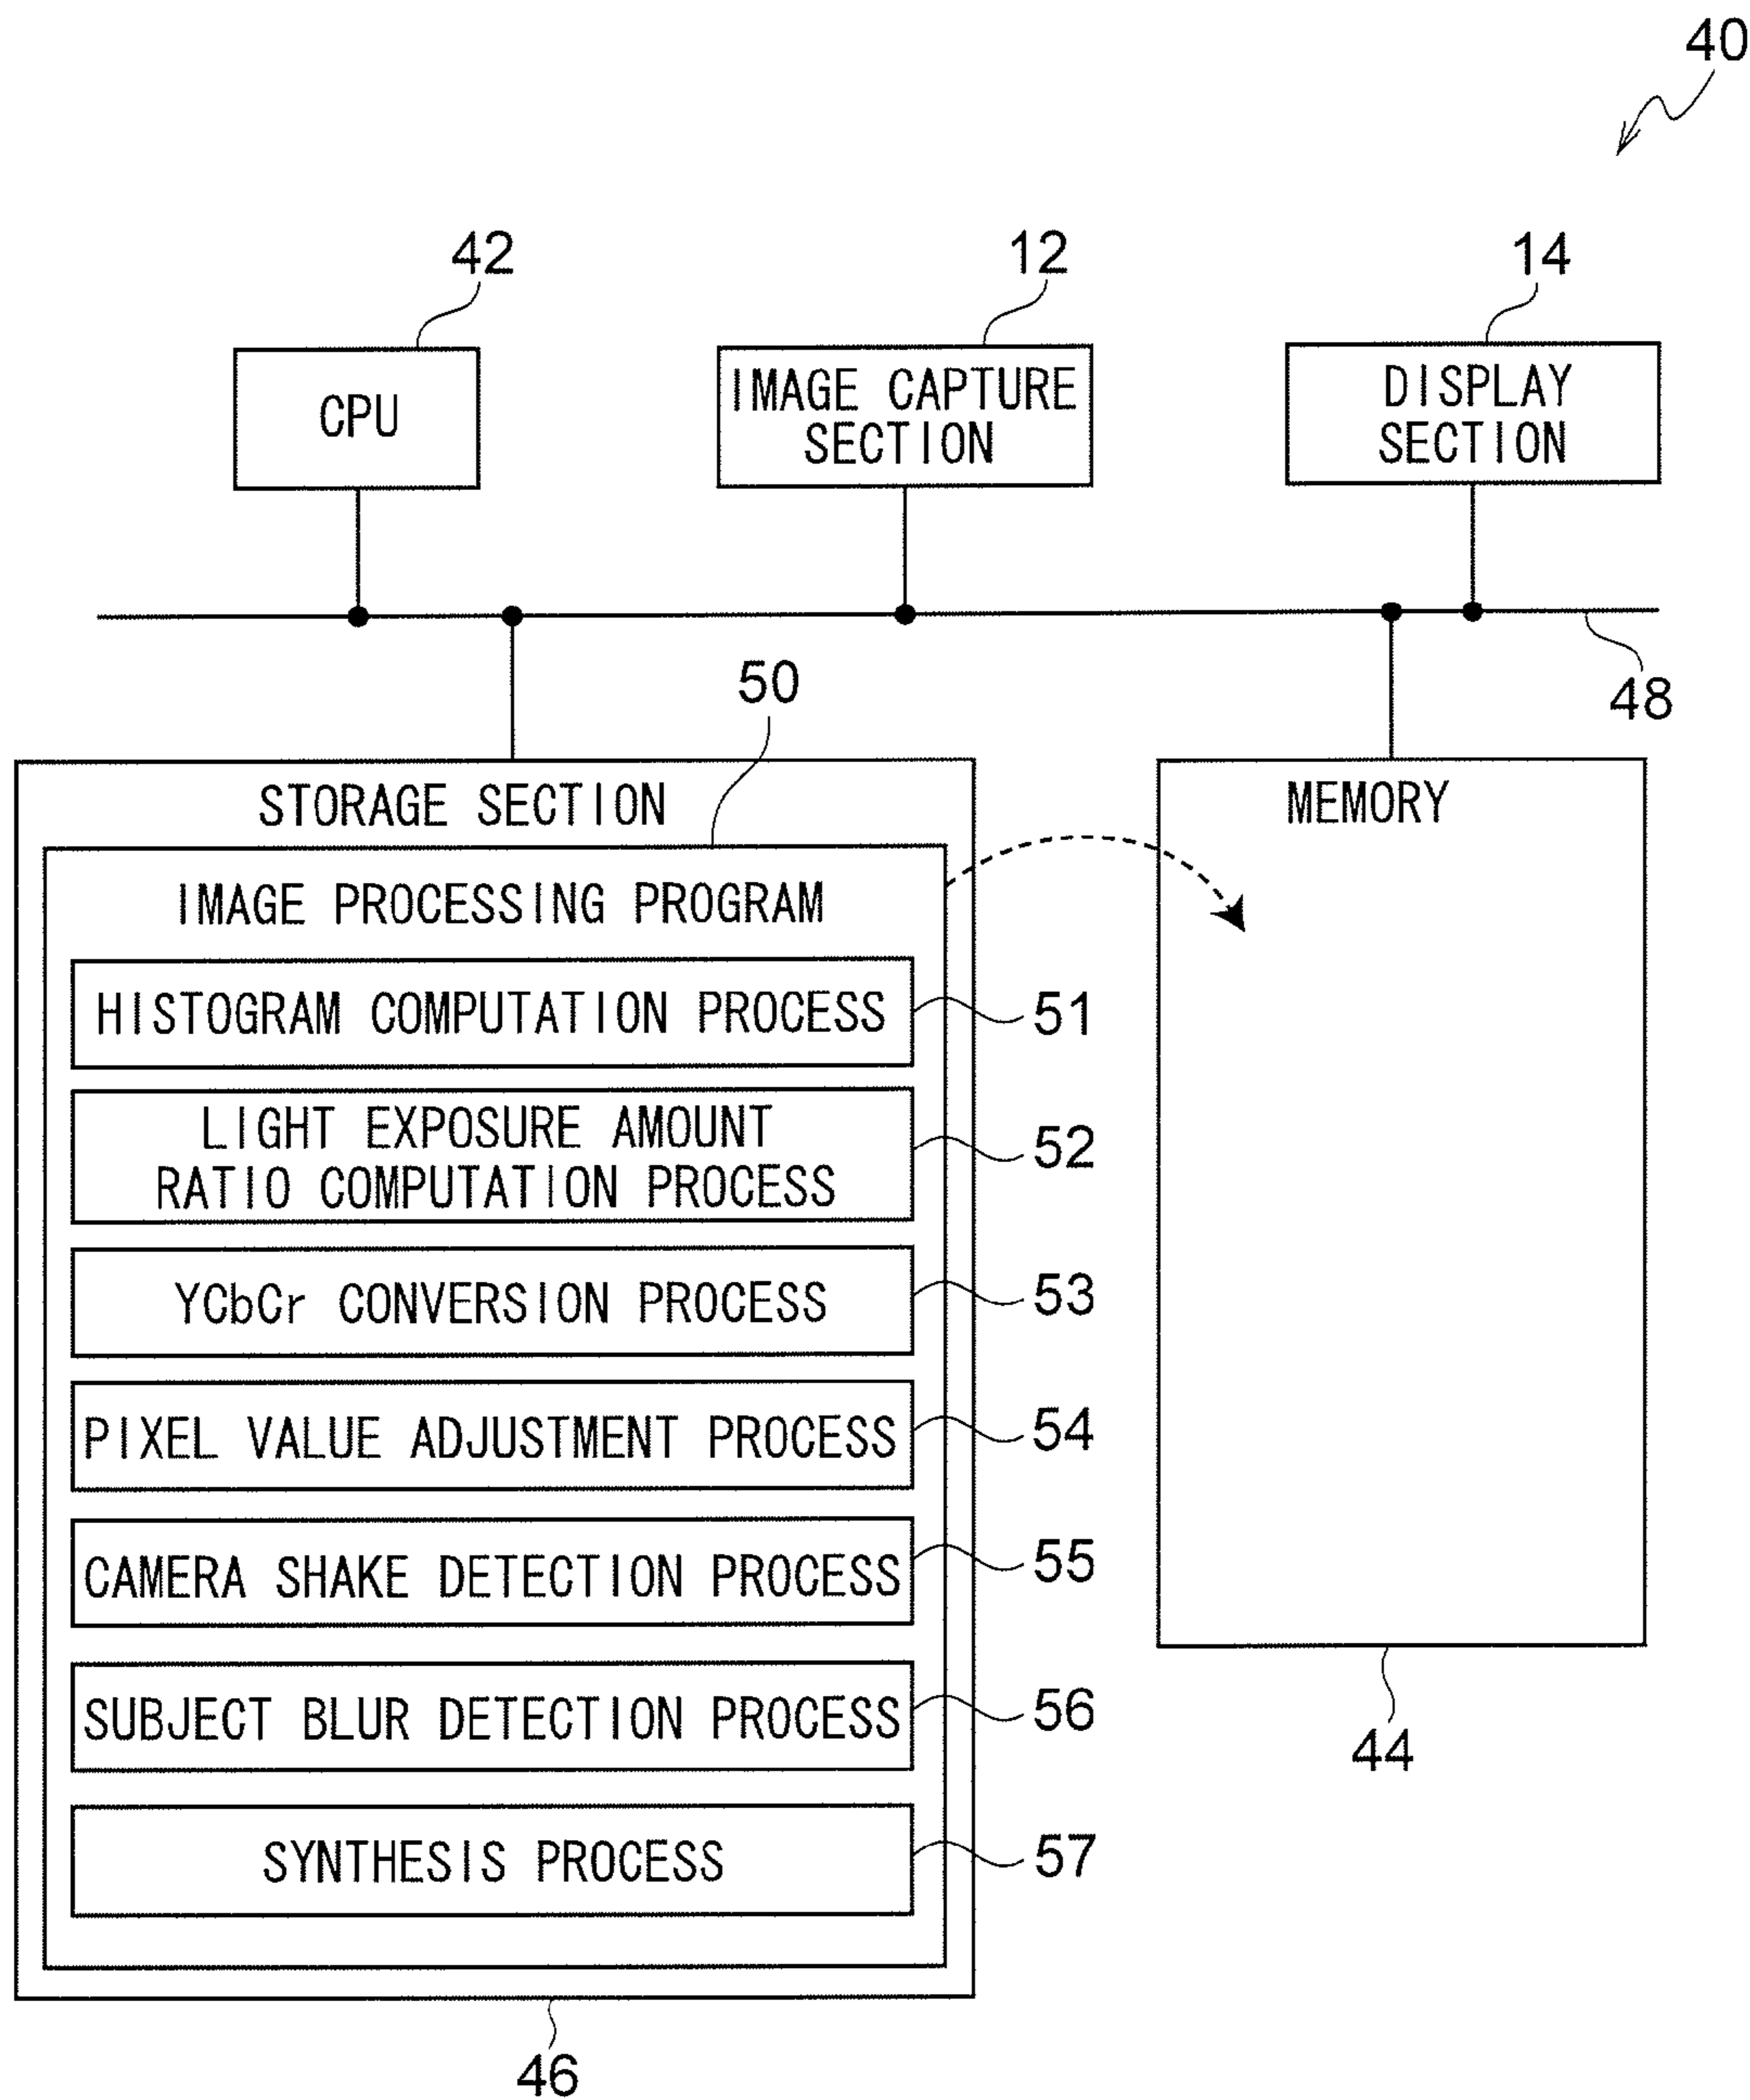 40
42
12
14
CPU
IMAGE CAPTURE
SECTION
DISPLAY
SECTION
48
50
STORAGE SECTION
MEMORY
IMAGE PROCESSING PROGRAM
HISTOGRAM COMPUTATION PROCESS
51
LIGHT EXPOSURE AMOUNT
RATIO COMPUTATION PROCESS
52
YCbCr CONVERSION PROCESS
53
PIXEL VALUE ADJUSTMENT PROCESS
54
CAMERA SHAKE DETECTION PROCESS
55
SUBJECT BLUR DETECTION PROCESS
56
44
SYNTHESIS PROCESS
57
46